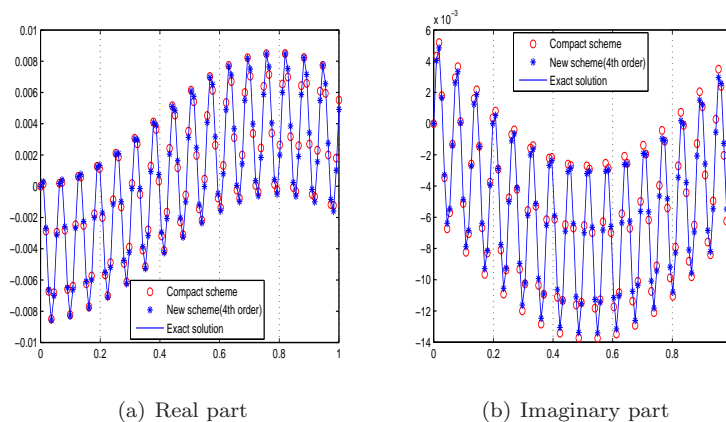 0.01
0.008
0.006
0.004
0.002
0
−0.002
−0.004
−0.006
−0.008
−0.01
0 0.2 0.4 0.6 0.8 1
Compact scheme
New scheme(4th order)
Exact solution
(a) Real part
× 10⁻³
6
4
2
0
−2
−4
−6
−8
−10
−12
−14
0 0.2 0.4 0.6 0.8
Compact scheme
New scheme(4th order)
Exact solution
(b) Imaginary part